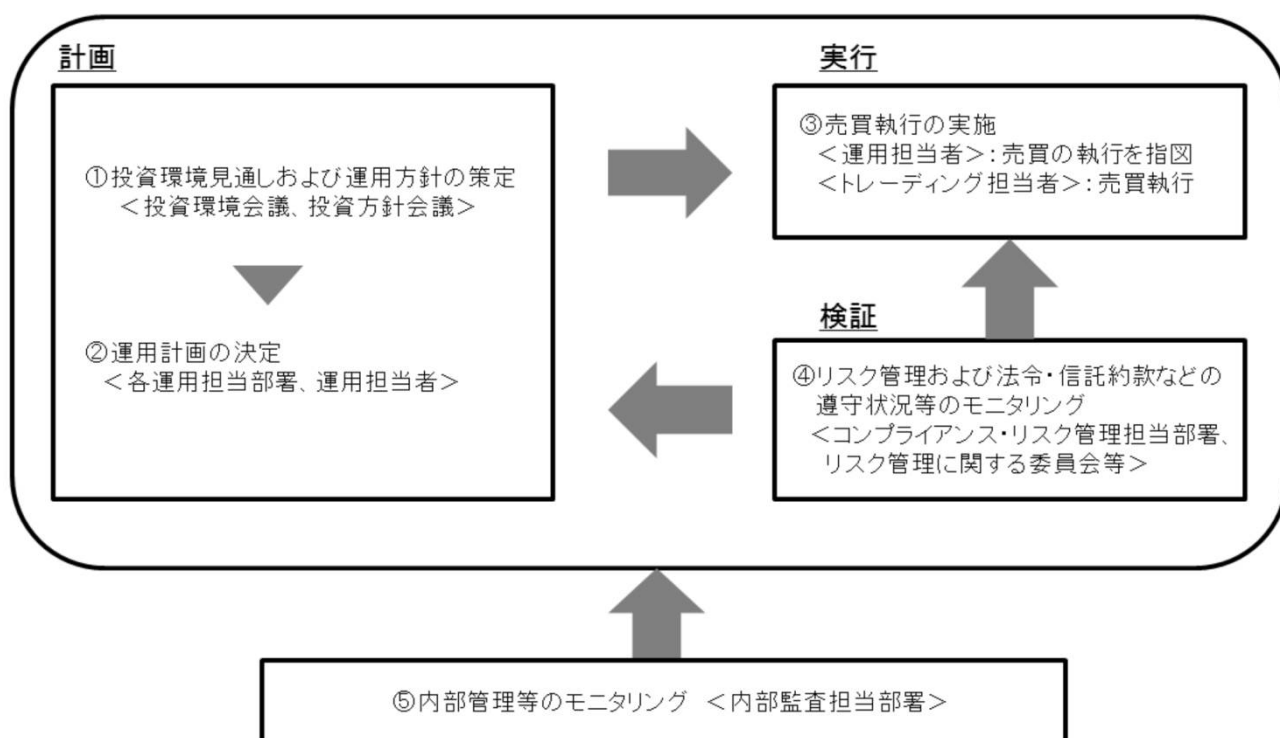 計画
①投資環境見通しおよび運用方針の策定
＜投資環境会議、投資方針会議＞
②運用計画の決定
＜各運用担当部署、運用担当者＞
実行
③売買執行の実施
＜運用担当者＞：売買の執行を指図
＜トレーディング担当者＞：売買執行
検証
④リスク管理および法令・信託約款などの
遵守状況等のモニタリング
＜コンプライアンス・リスク管理担当部署、
リスク管理に関する委員会等＞
⑤内部管理等のモニタリング ＜内部監査担当部署＞